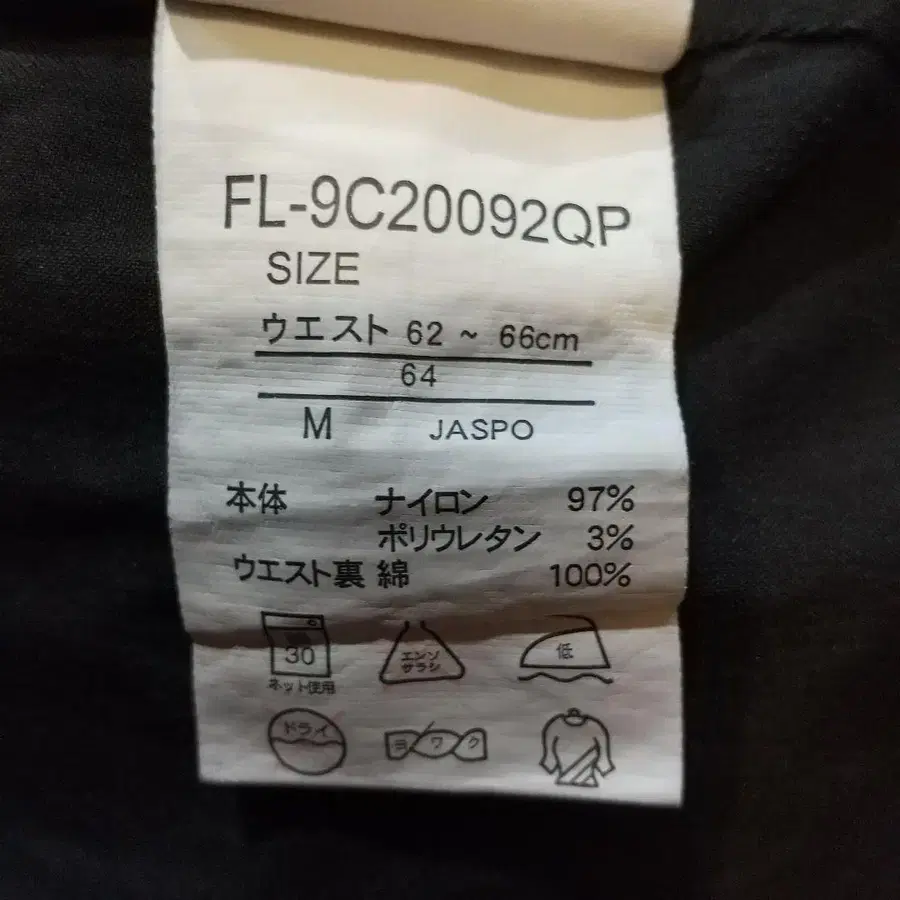 FL-9C20092QP
SIZE
ウエスト 62 ~ 66cm
64
M JASPO
本体 ナイロン 97%
ポリウレタン 3%
ウエスト裏 綿 100%
30 エンソ サラシ 低
ネット使用
ドライ ヨワク